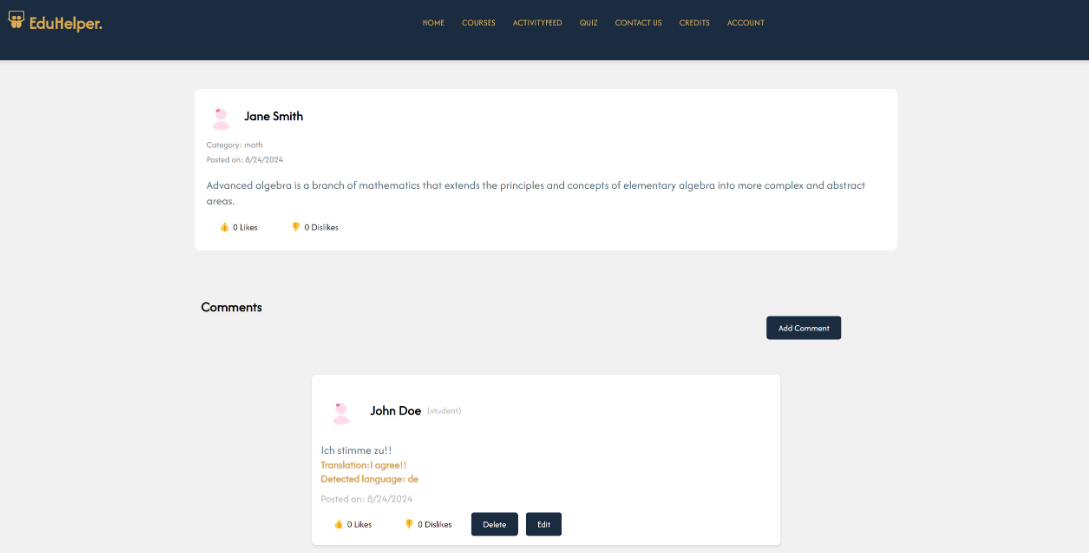 EduHelper.
HOME COURSES ACTIVITYFEED QUIZ CONTACT US CREDITS ACCOUNT
Jane Smith
Category: math
Posted on: 8/24/2024
Advanced algebra is a branch of mathematics that extends the principles and concepts of elementary algebra into more complex and abstract
areas.
👍 0 Likes 👎 0 Dislikes
Comments
Add Comment
John Doe (student)
Ich stimme zu!!
Translation:I agree!!
Detected language: de
Posted on: 8/24/2024
👍 0 Likes 👎 0 Dislikes Delete Edit